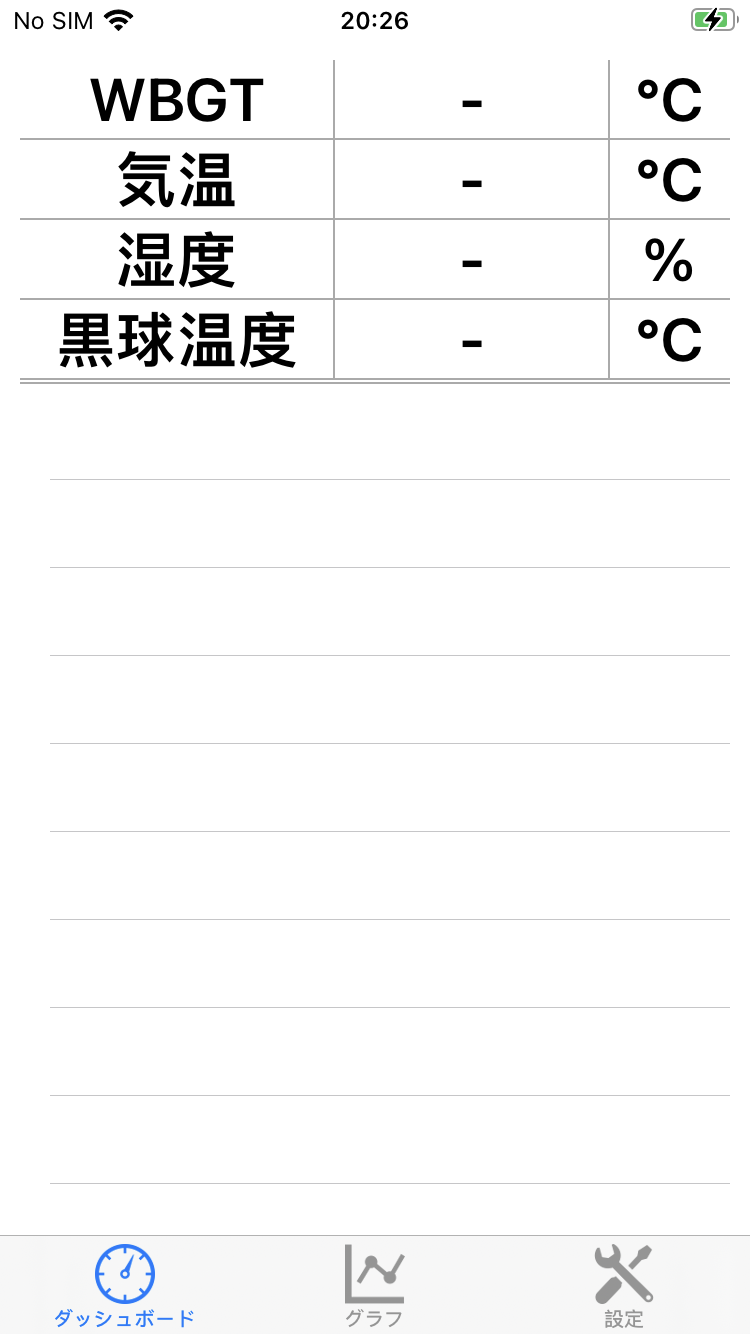 No SIM 20:26
WBGT - °C
気温 - °C
湿度 - %
黒球温度 - °C
ダッシュボード グラフ 設定